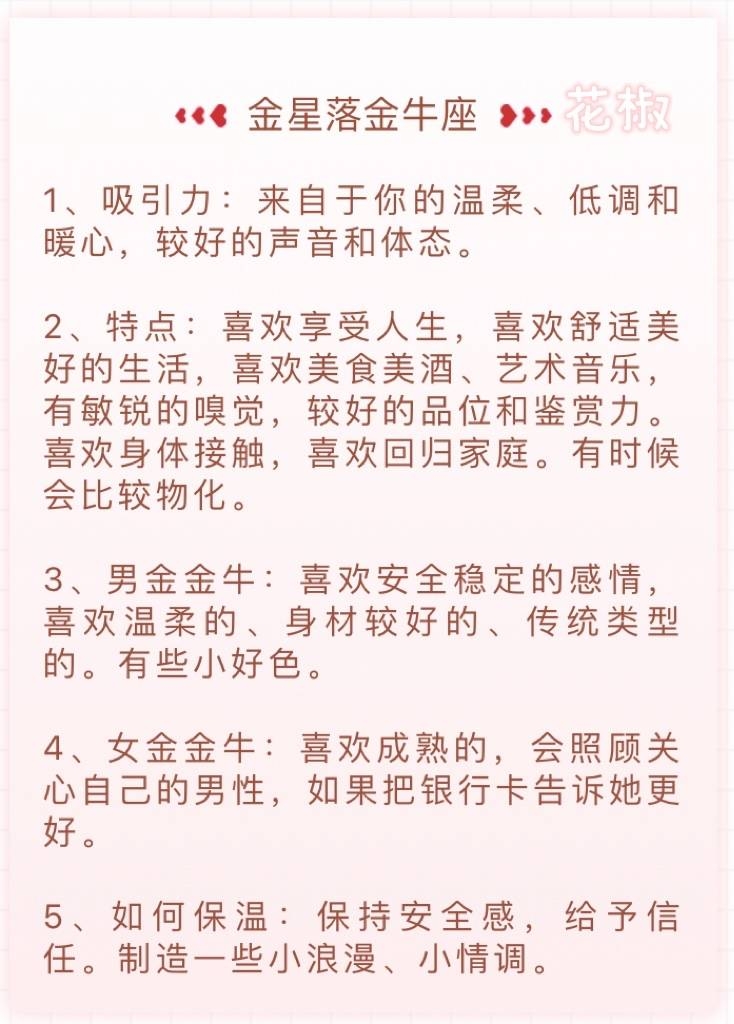 金星落金牛座 花椒
1、吸引力：来自于你的温柔、低调和
暖心，较好的声音和体态。
2、特点：喜欢享受人生，喜欢舒适美
好的生活，喜欢美食美酒、艺术音乐，
有敏锐的嗅觉，较好的品位和鉴赏力。
喜欢身体接触，喜欢回归家庭。有时候
会比较物化。
3、男金金牛：喜欢安全稳定的感情，
喜欢温柔的、身材较好的、传统类型
的。有些小好色。
4、女金金牛：喜欢成熟的，会照顾关
心自己的男性，如果把银行卡告诉她更
好。
5、如何保温：保持安全感，给予信
任。制造一些小浪漫、小情调。